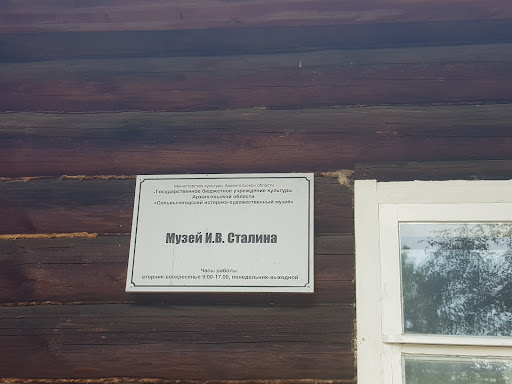 Министерство культуры Архангельской области
«Государственное бюджетное учреждение культуры
Архангельской области
«Сольвычегодский историко-художественный музей»
Музей И.В. Сталина
Часы работы:
вторник-воскресенье 9.00-17.00, понедельник-выходной